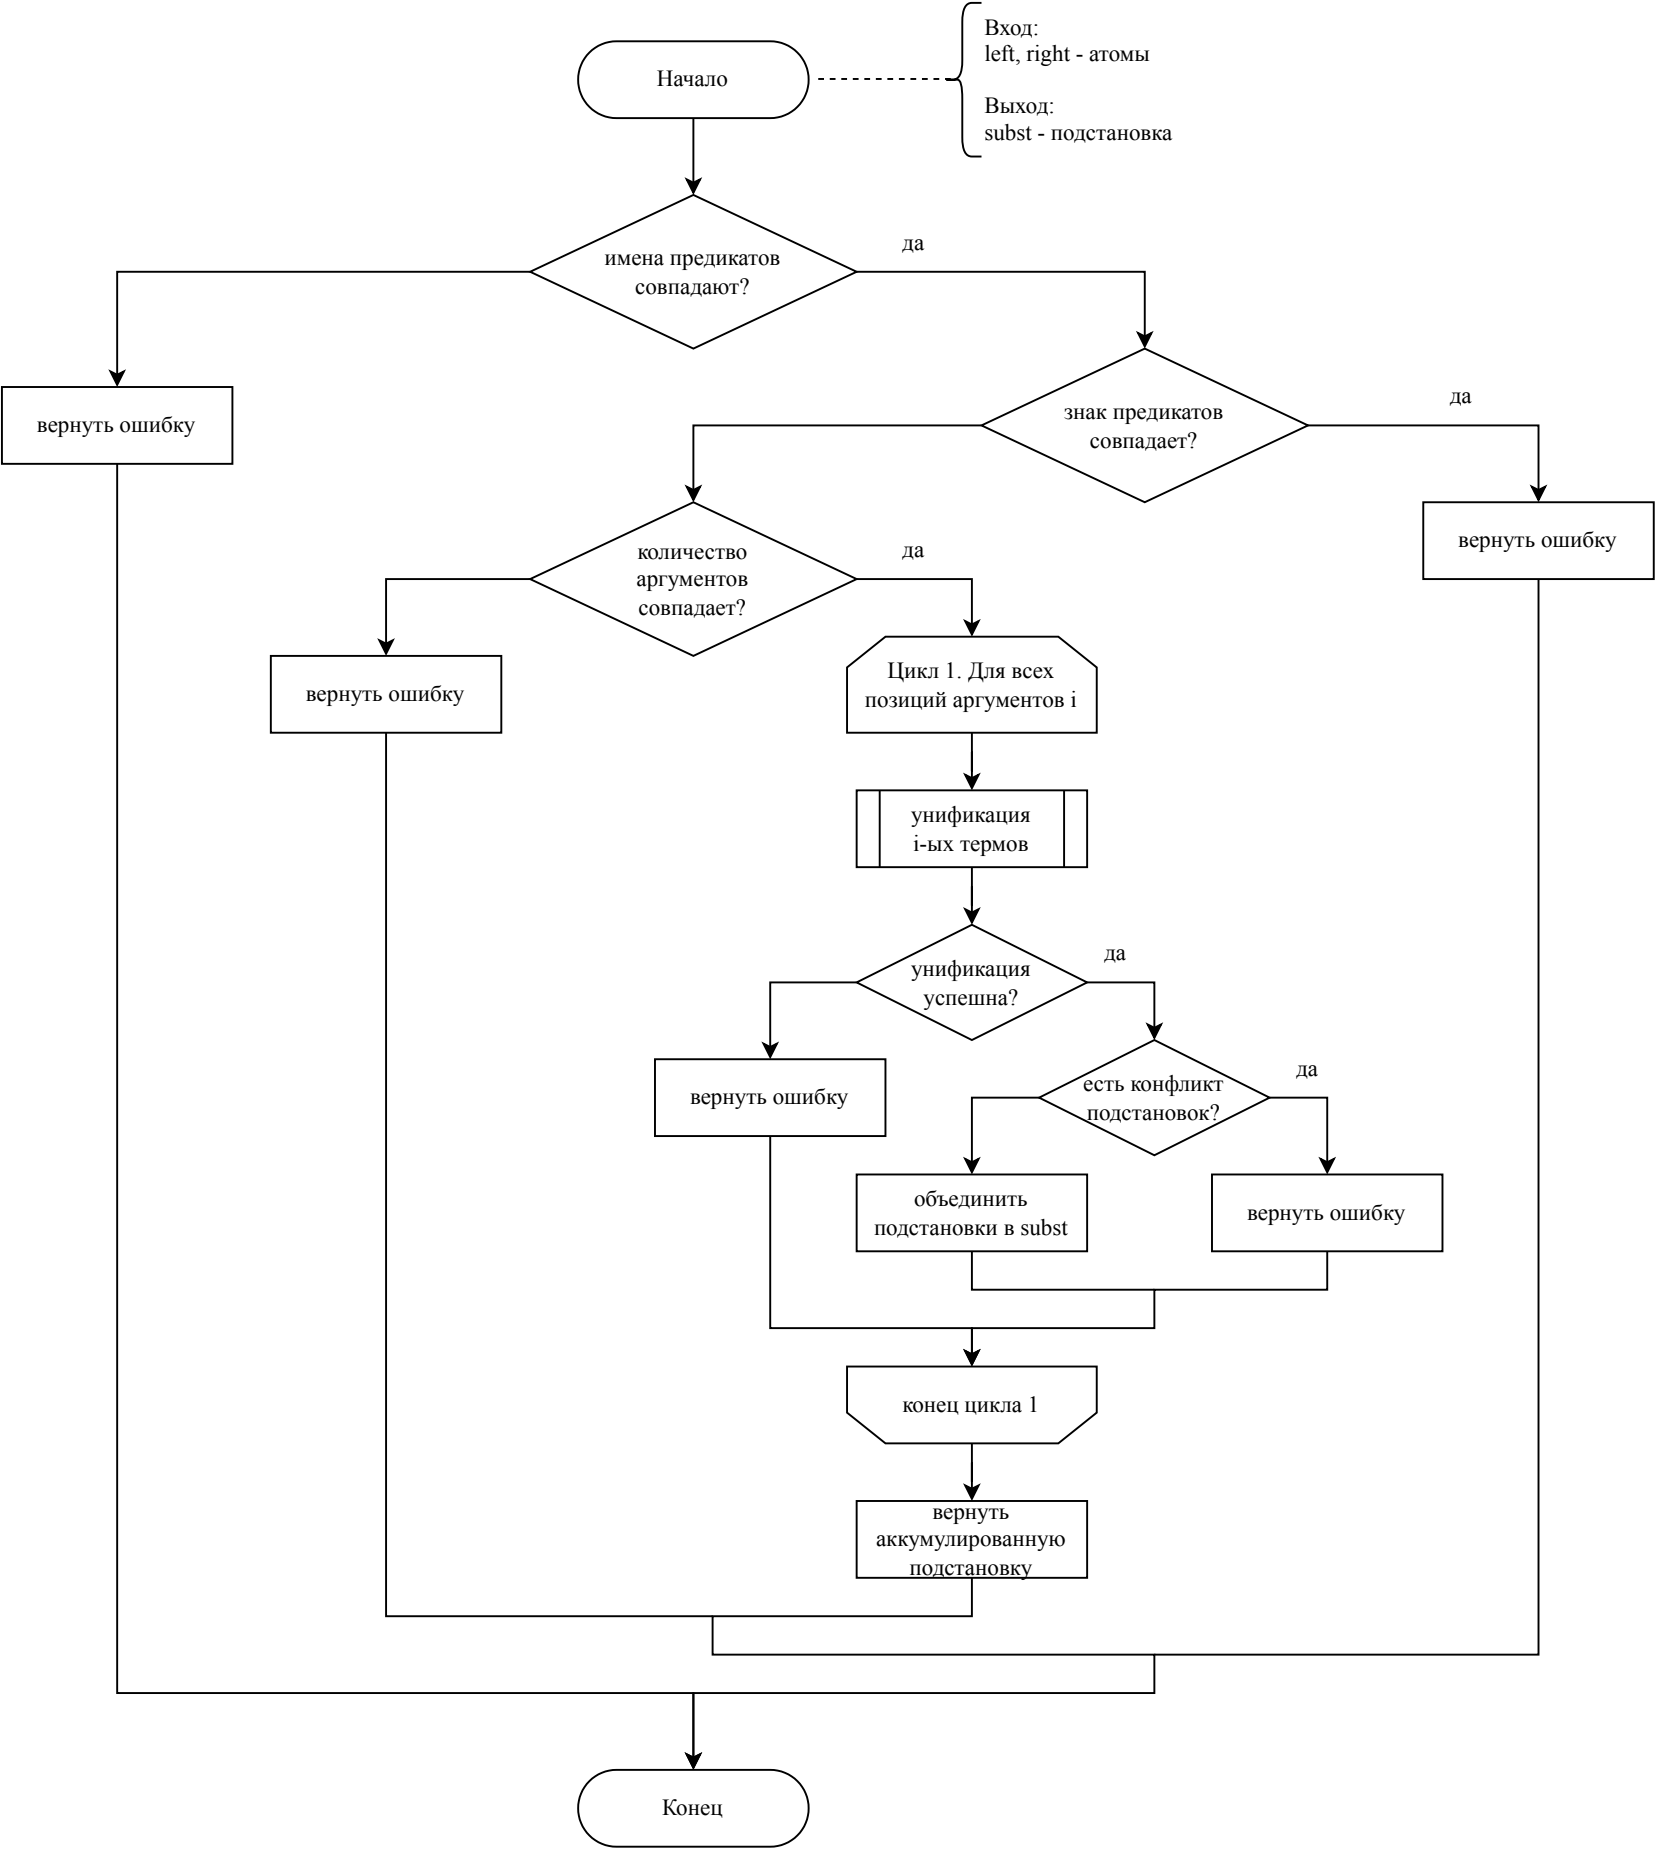 Начало
Вход:
left, right - атомы
Выход:
subst - подстановка
имена предикатов
совпадают?
да
вернуть ошибку
знак предикатов
совпадает?
да
вернуть ошибку
количество
аргументов
совпадает?
да
вернуть ошибку
Цикл 1. Для всех
позиций аргументов i
унификация
i-ых термов
унификация
успешна?
да
вернуть ошибку
есть конфликт
подстановок?
да
объединить
подстановки в subst
вернуть ошибку
конец цикла 1
вернуть
аккумулированную
подстановку
Конец